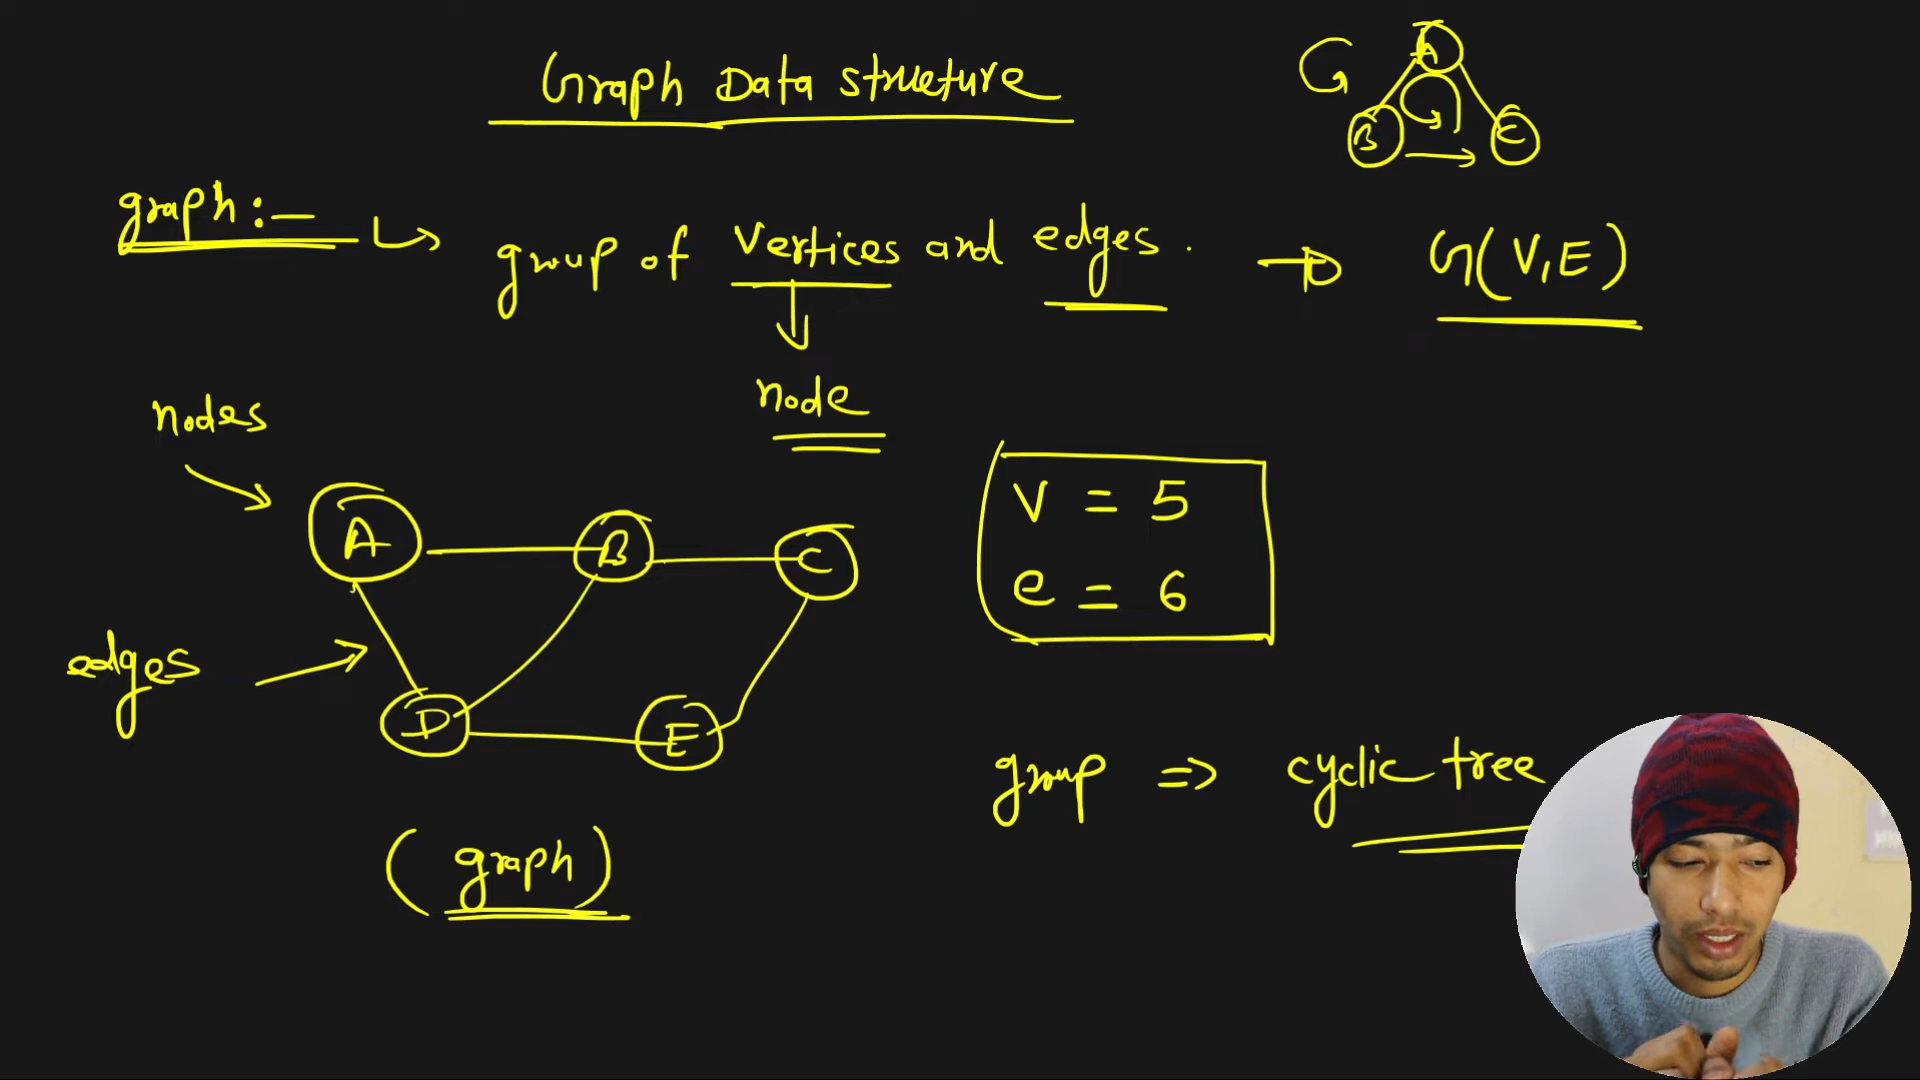 Graph Data structure
G
A
B
C
graph :-
group of vertices and edges. → G(V,E)
node
nodes
A
B
C
edges
D
E
V = 5
e = 6
group => cyclic tree
(graph)